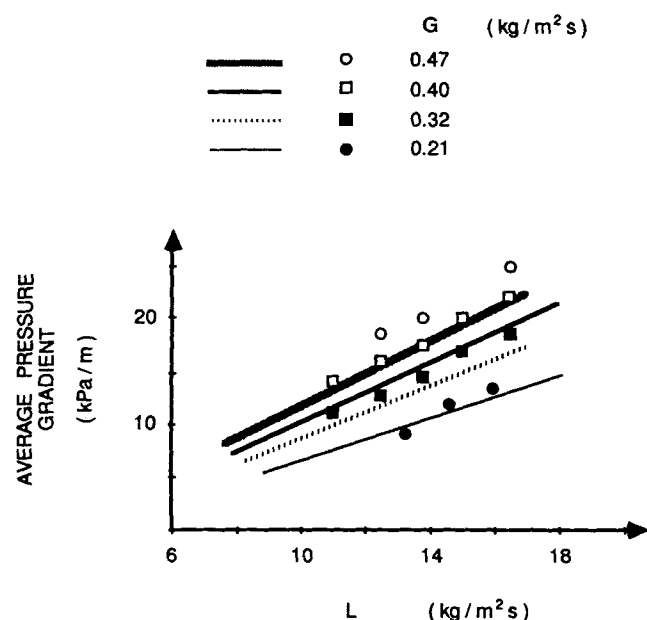 G (kg/m²s)
0.47
0.40
0.32
0.21
AVERAGE PRESSURE
GRADIENT
(kPa/m)
20
10
6 10 14 18
L (kg/m²s)